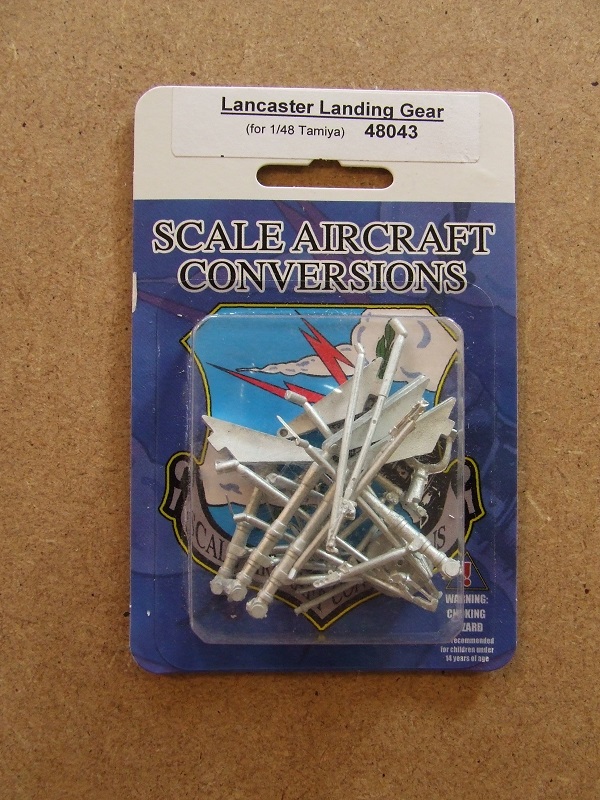 Lancaster Landing Gear
(for 1/48 Tamiya) 48043
SCALE AIRCRAFT
CONVERSIONS
WARNING:
recommended
for children under
14 years of age